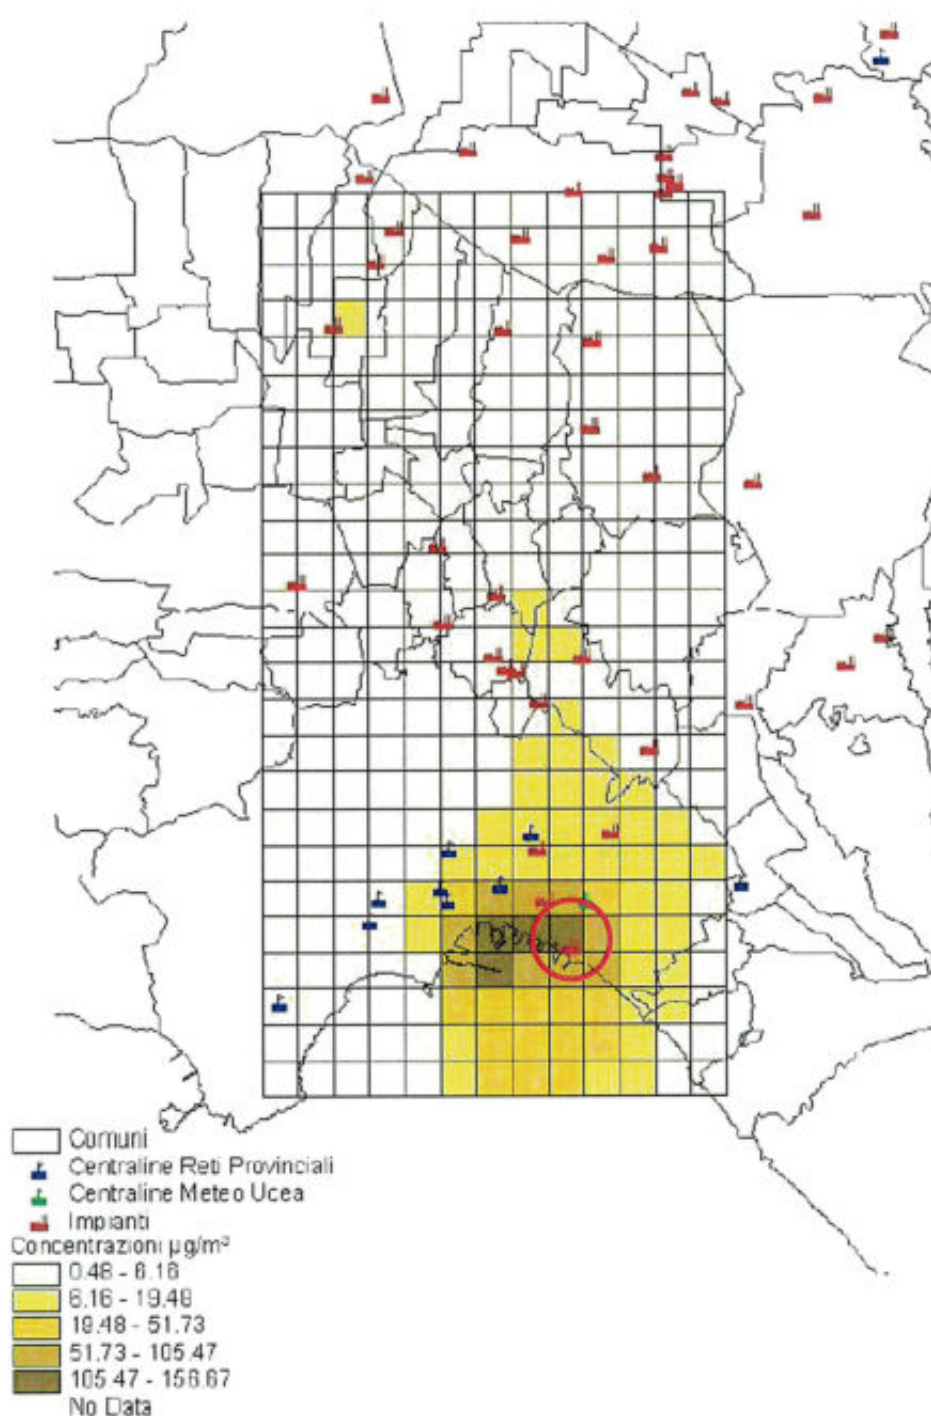 Comuni
Centraline Reti Provinciali
Centraline Meteo Ucea
Impianti
Concentrazioni µg/m³
0.48 - 6.16
6.16 - 19.48
19.48 - 51.73
51.73 - 105.47
105.47 - 156.67
No Data